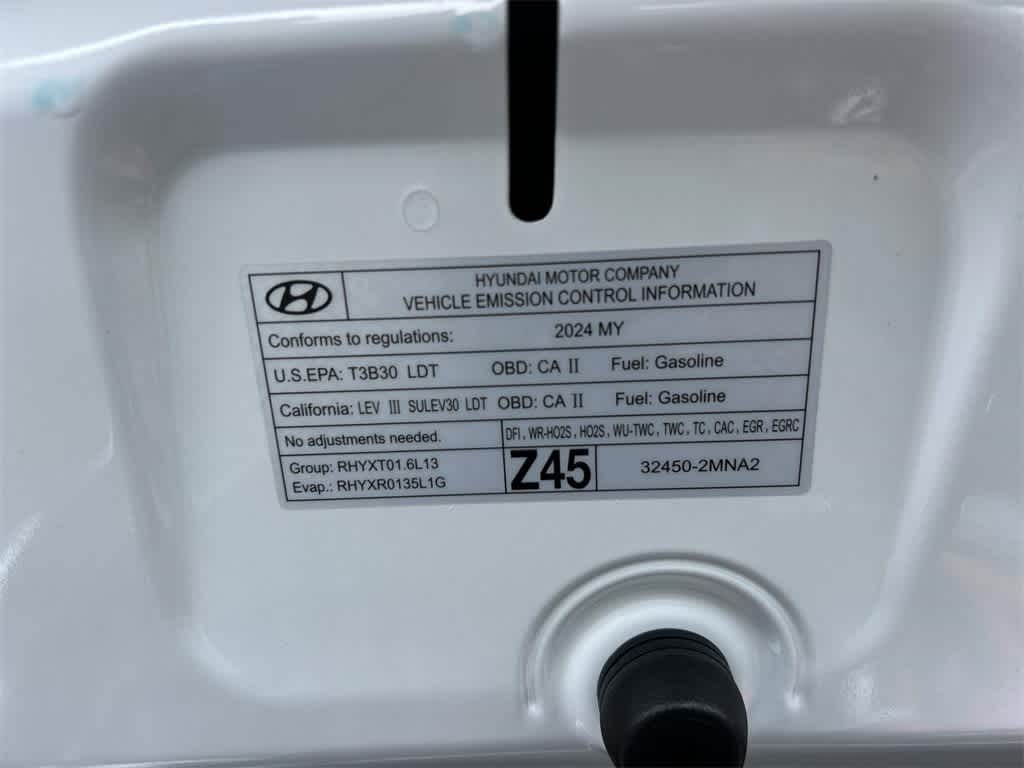 HYUNDAI MOTOR COMPANY
VEHICLE EMISSION CONTROL INFORMATION
Conforms to regulations: 2024 MY
U.S.EPA: T3B30 LDT OBD: CA II Fuel: Gasoline
California: LEV III SULEV30 LDT OBD: CA II Fuel: Gasoline
No adjustments needed. DFI, WR-HO2S, HO2S, WU-TWC, TWC, TC, CAC, EGR, EGRC
Group: RHYXT01.6L13
Evap.: RHYXR0135L1G
Z45 32450-2MNA2